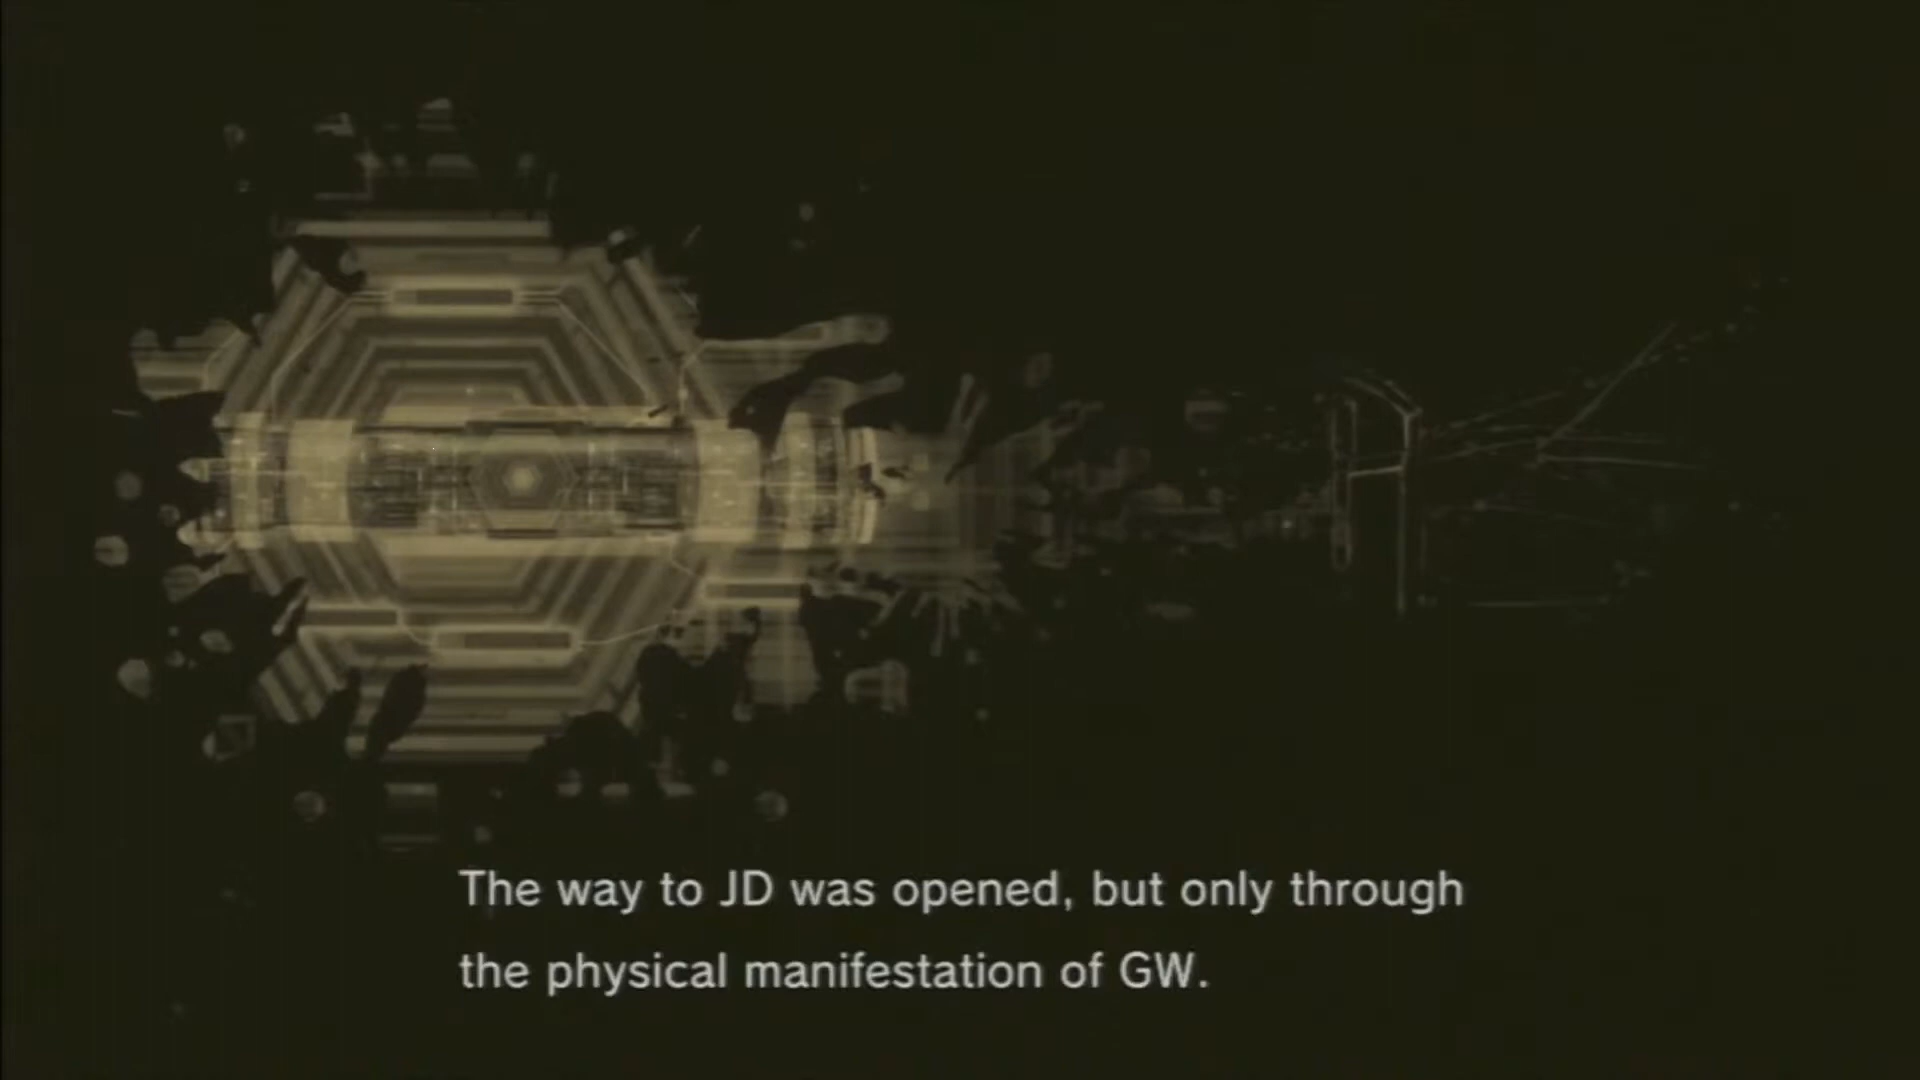 The way to JD was opened, but only through
the physical manifestation of GW.